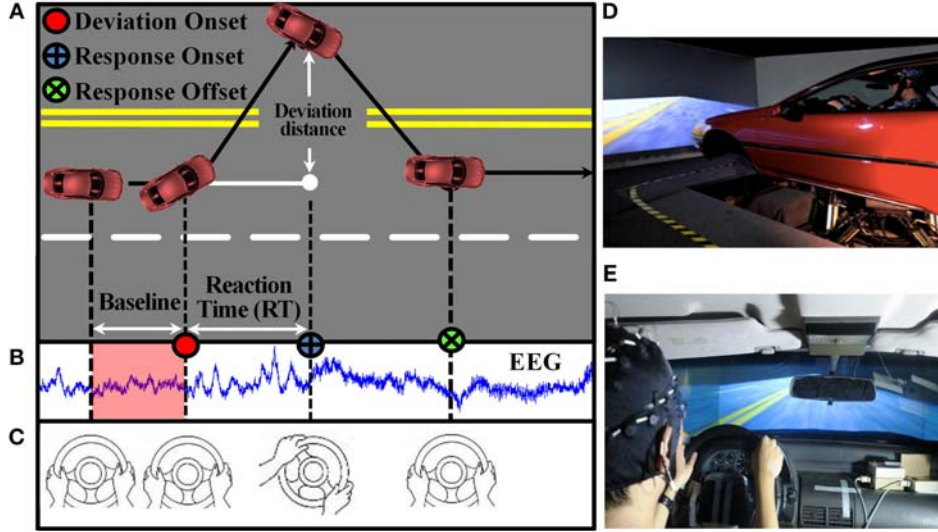 A
Deviation Onset
Response Onset
Response Offset
Deviation
distance
Baseline
Reaction
Time (RT)
B
EEG
C
D
E